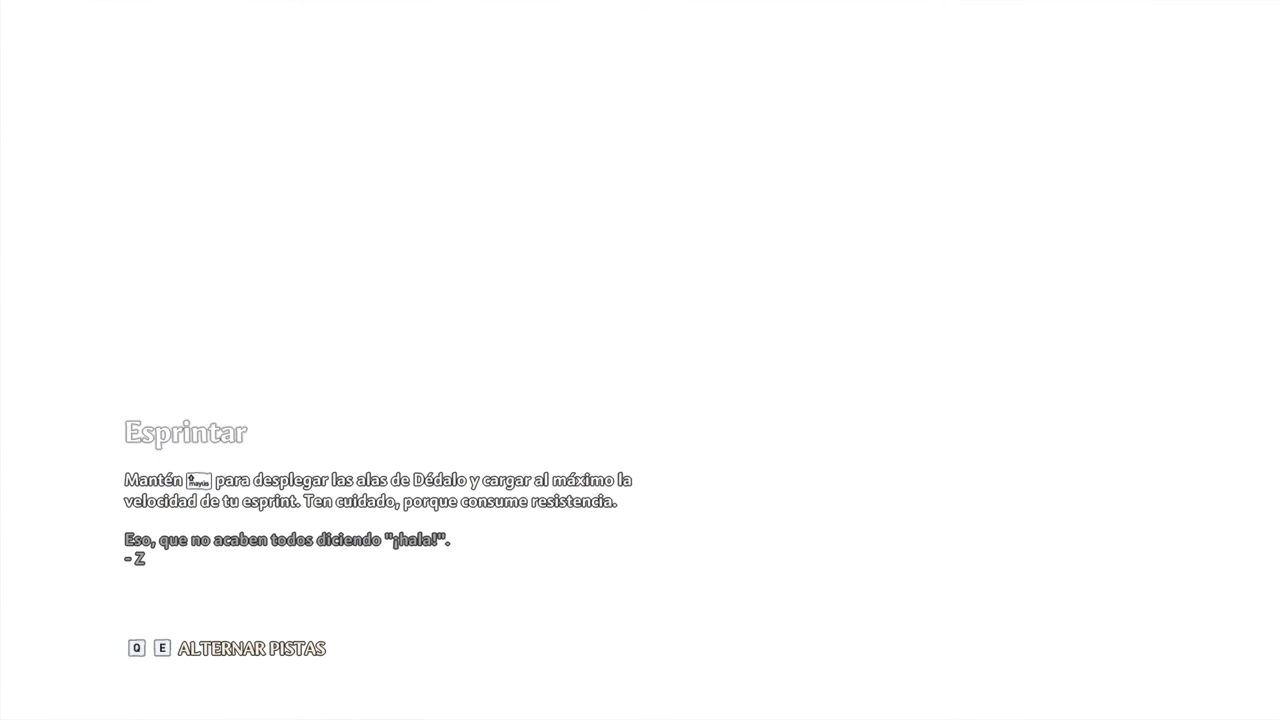 Esprintar
Mantén mayús para desplegar las alas de Dédalo y cargar al máximo la
velocidad de tu esprint. Ten cuidado, porque consume resistencia.
Eso, que no acaben todos diciendo "¡hala!".
- Z
Q E ALTERNAR PISTAS